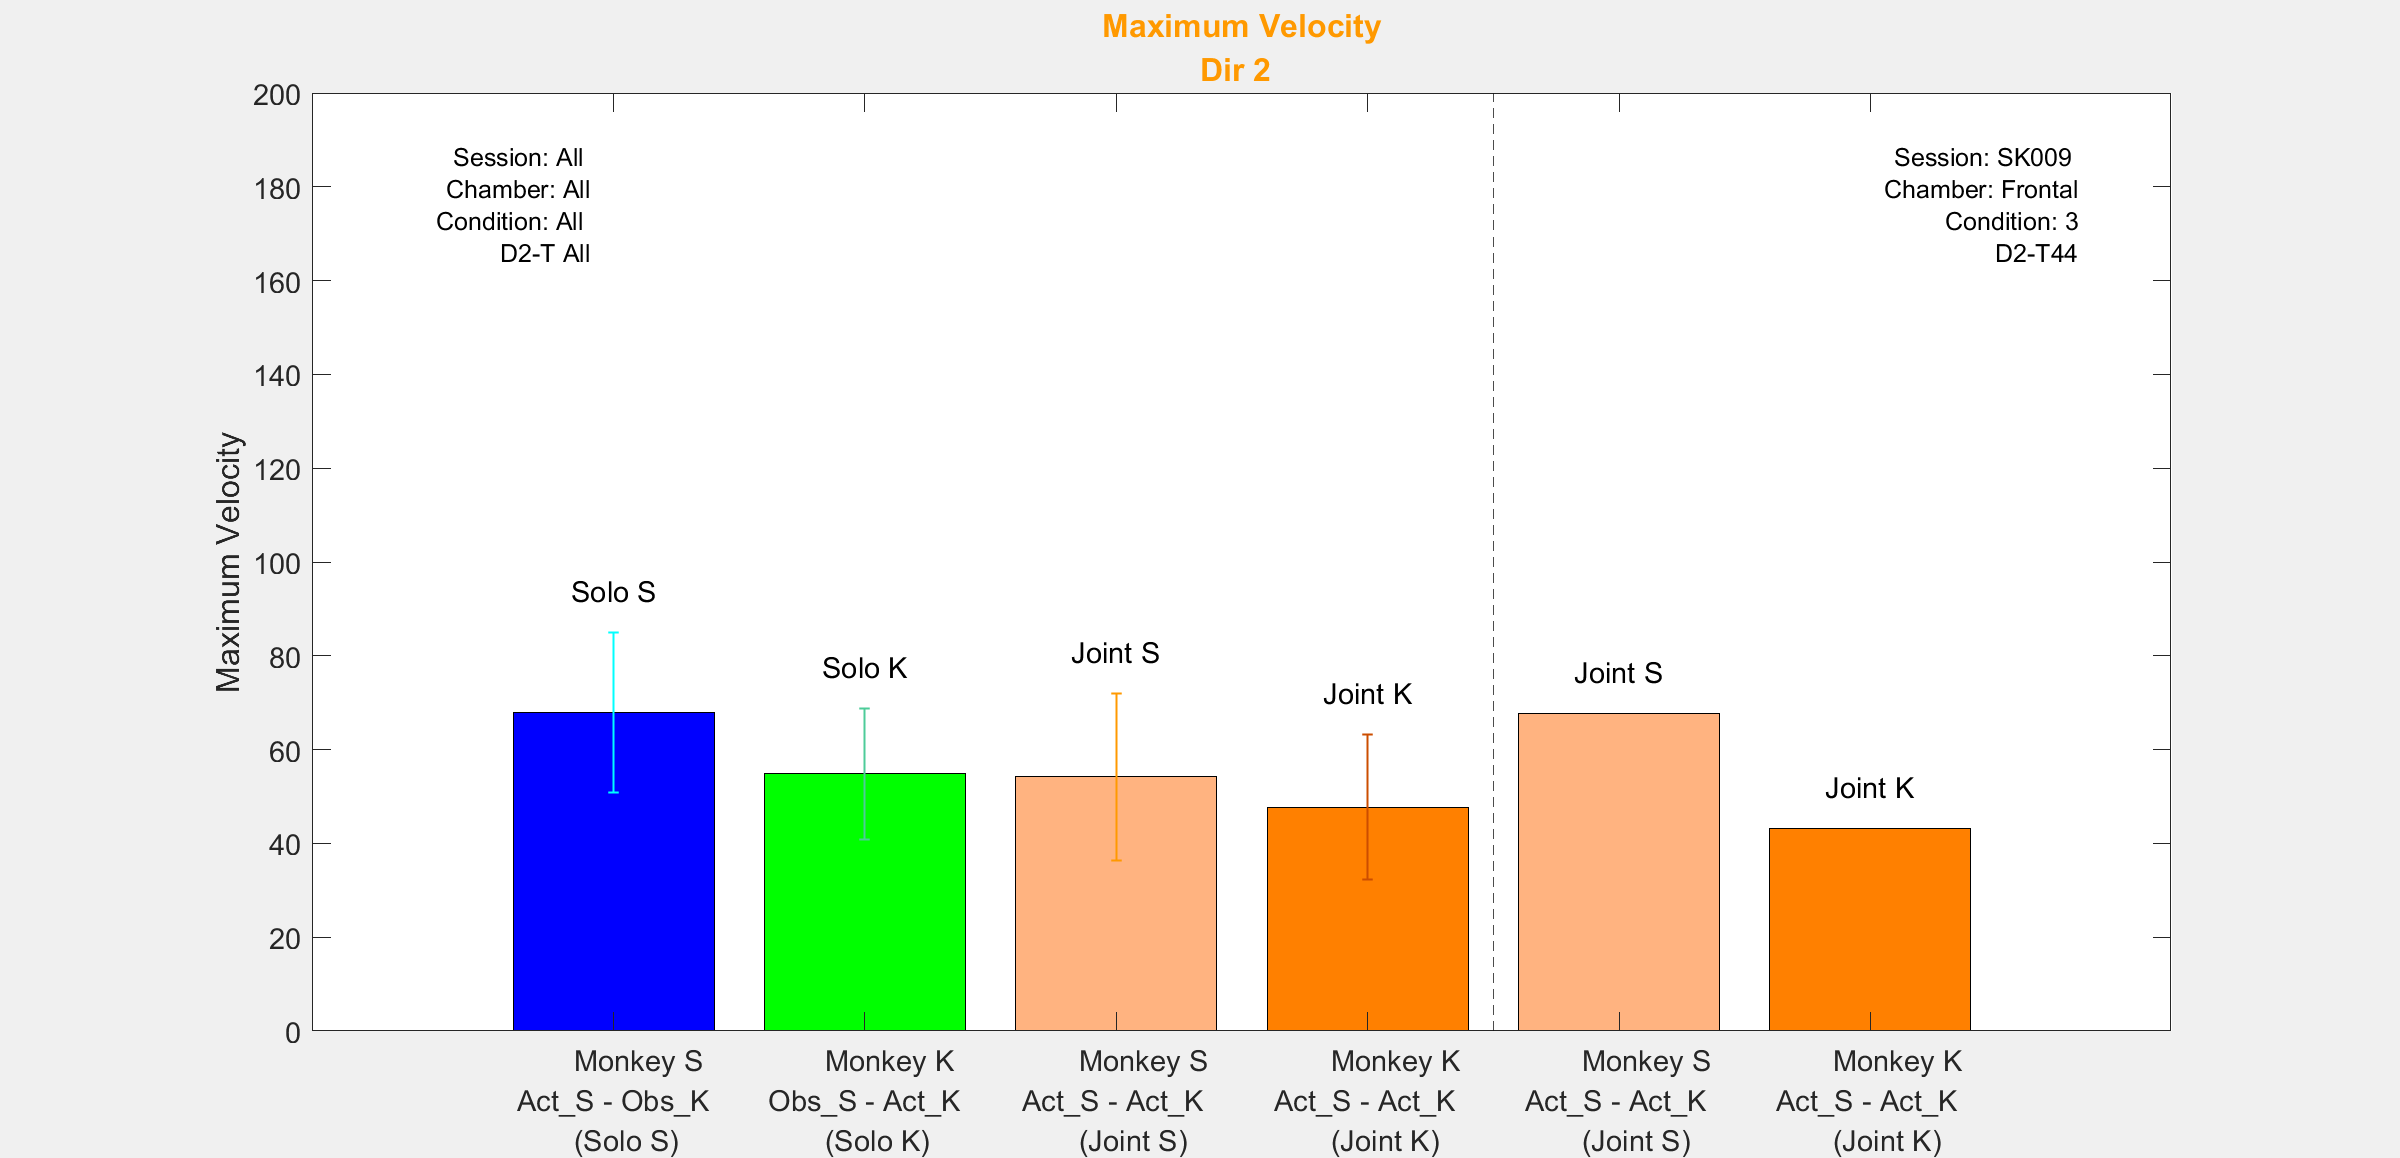 Maximum Velocity
Dir 2
Maximum Velocity
200
180
160
140
120
100
80
60
40
20
0
Session: All
Chamber: All
Condition: All
D2-T All
Session: SK009
Chamber: Frontal
Condition: 3
D2-T44
Solo S
Solo K
Joint S
Joint K
Joint S
Joint K
Monkey S
Act_S - Obs_K
(Solo S)
Monkey K
Obs_S - Act_K
(Solo K)
Monkey S
Act_S - Act_K
(Joint S)
Monkey K
Act_S - Act_K
(Joint K)
Monkey S
Act_S - Act_K
(Joint S)
Monkey K
Act_S - Act_K
(Joint K)